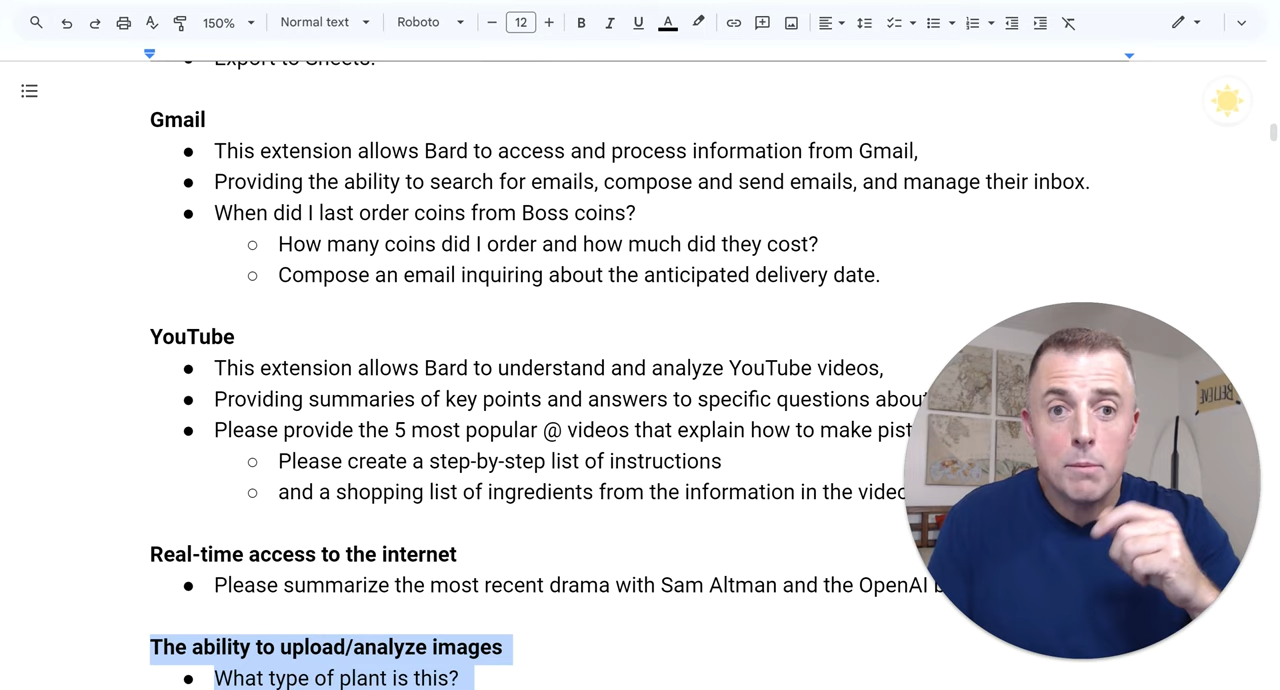 150% Normal text Roboto 12 B I U A
Export to Sheets.
Gmail
● This extension allows Bard to access and process information from Gmail,
● Providing the ability to search for emails, compose and send emails, and manage their inbox.
● When did I last order coins from Boss coins?
○ How many coins did I order and how much did they cost?
○ Compose an email inquiring about the anticipated delivery date.
YouTube
● This extension allows Bard to understand and analyze YouTube videos,
● Providing summaries of key points and answers to specific questions about
● Please provide the 5 most popular @ videos that explain how to make
○ Please create a step-by-step list of instructions
○ and a shopping list of ingredients from the information in the
BELIEVE
Real-time access to the internet
● Please summarize the most recent drama with Sam Altman and the OpenAI
The ability to upload/analyze images
● What type of plant is this?